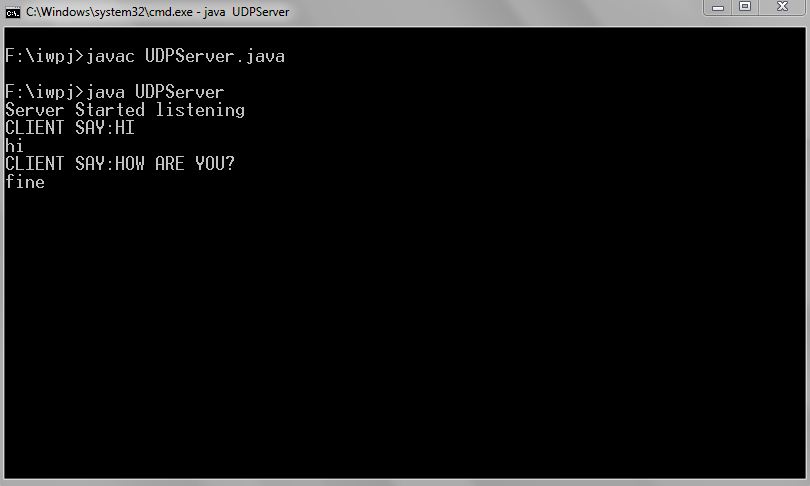 C:\Windows\system32\cmd.exe - java  UDPServer
F:\iwpj>javac UDPServer.java
F:\iwpj>java UDPServer
Server Started listening
CLIENT SAY:HI
hi
CLIENT SAY:HOW ARE YOU?
fine